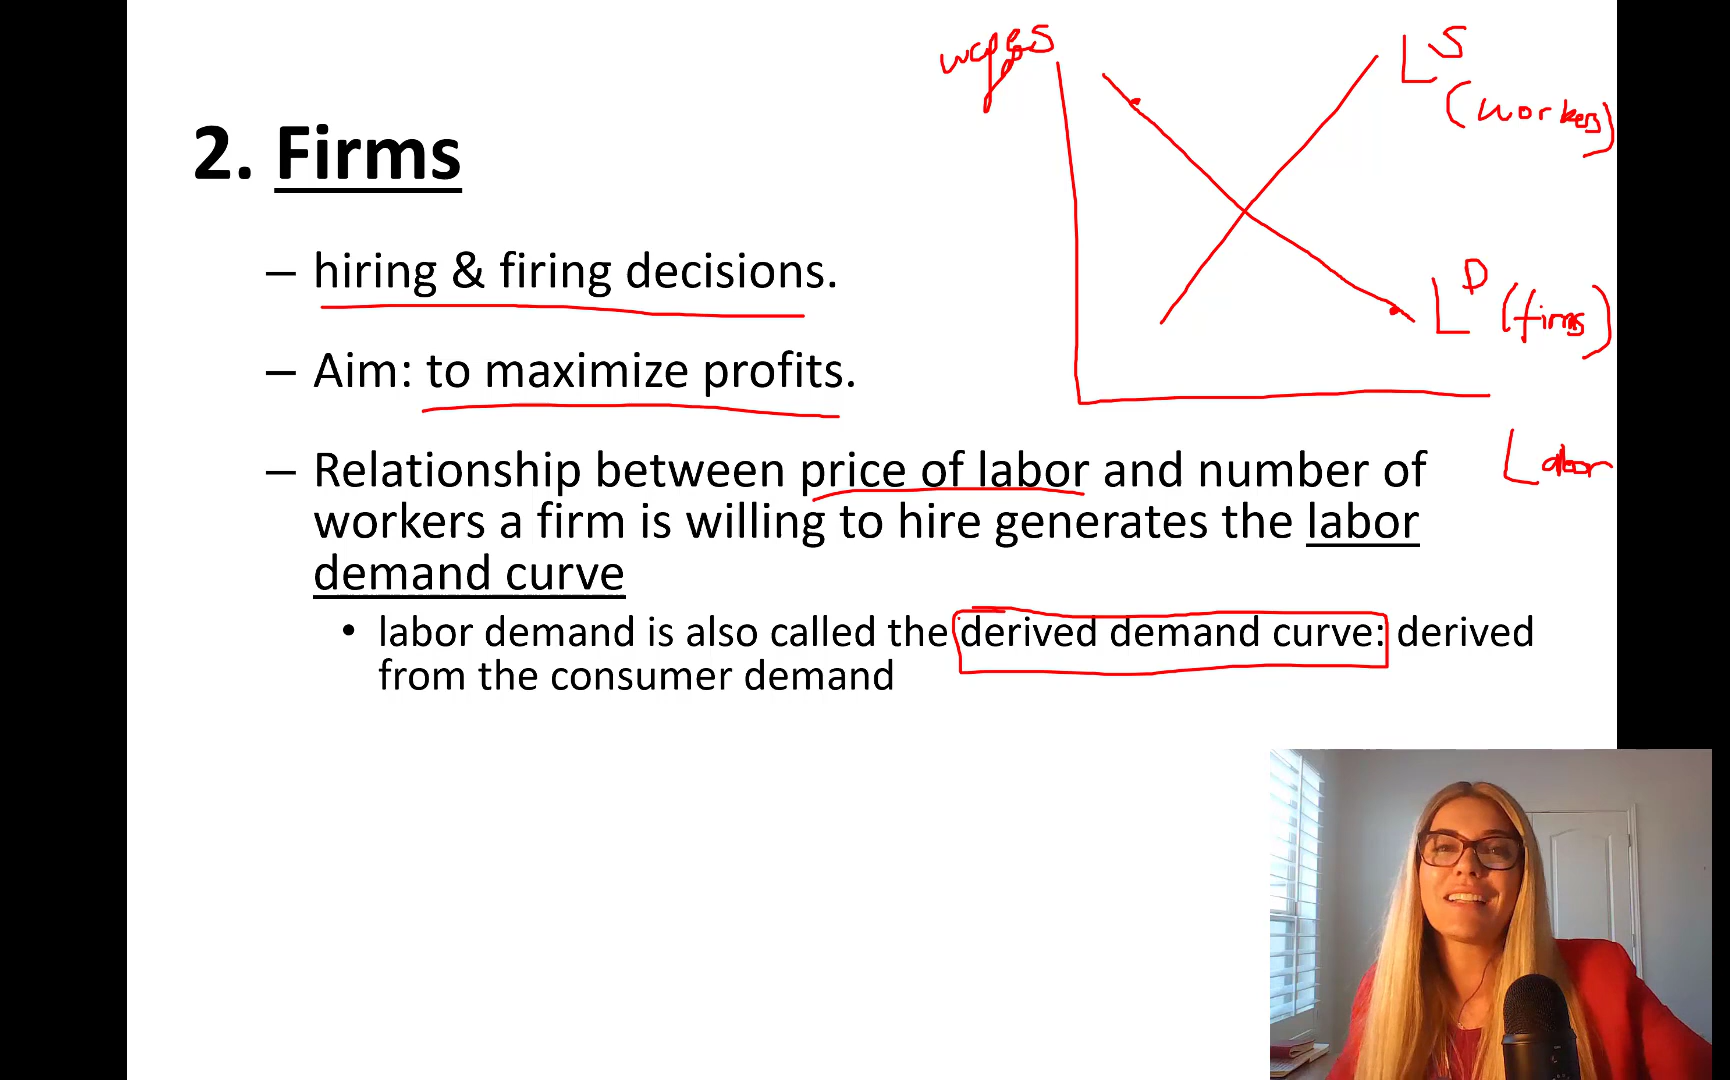 2. Firms
– hiring & firing decisions.
– Aim: to maximize profits.
– Relationship between price of labor and number of
workers a firm is willing to hire generates the labor
demand curve
• labor demand is also called the derived demand curve: derived
from the consumer demand
wages
L^S
(workers)
L^D (firms)
Labor